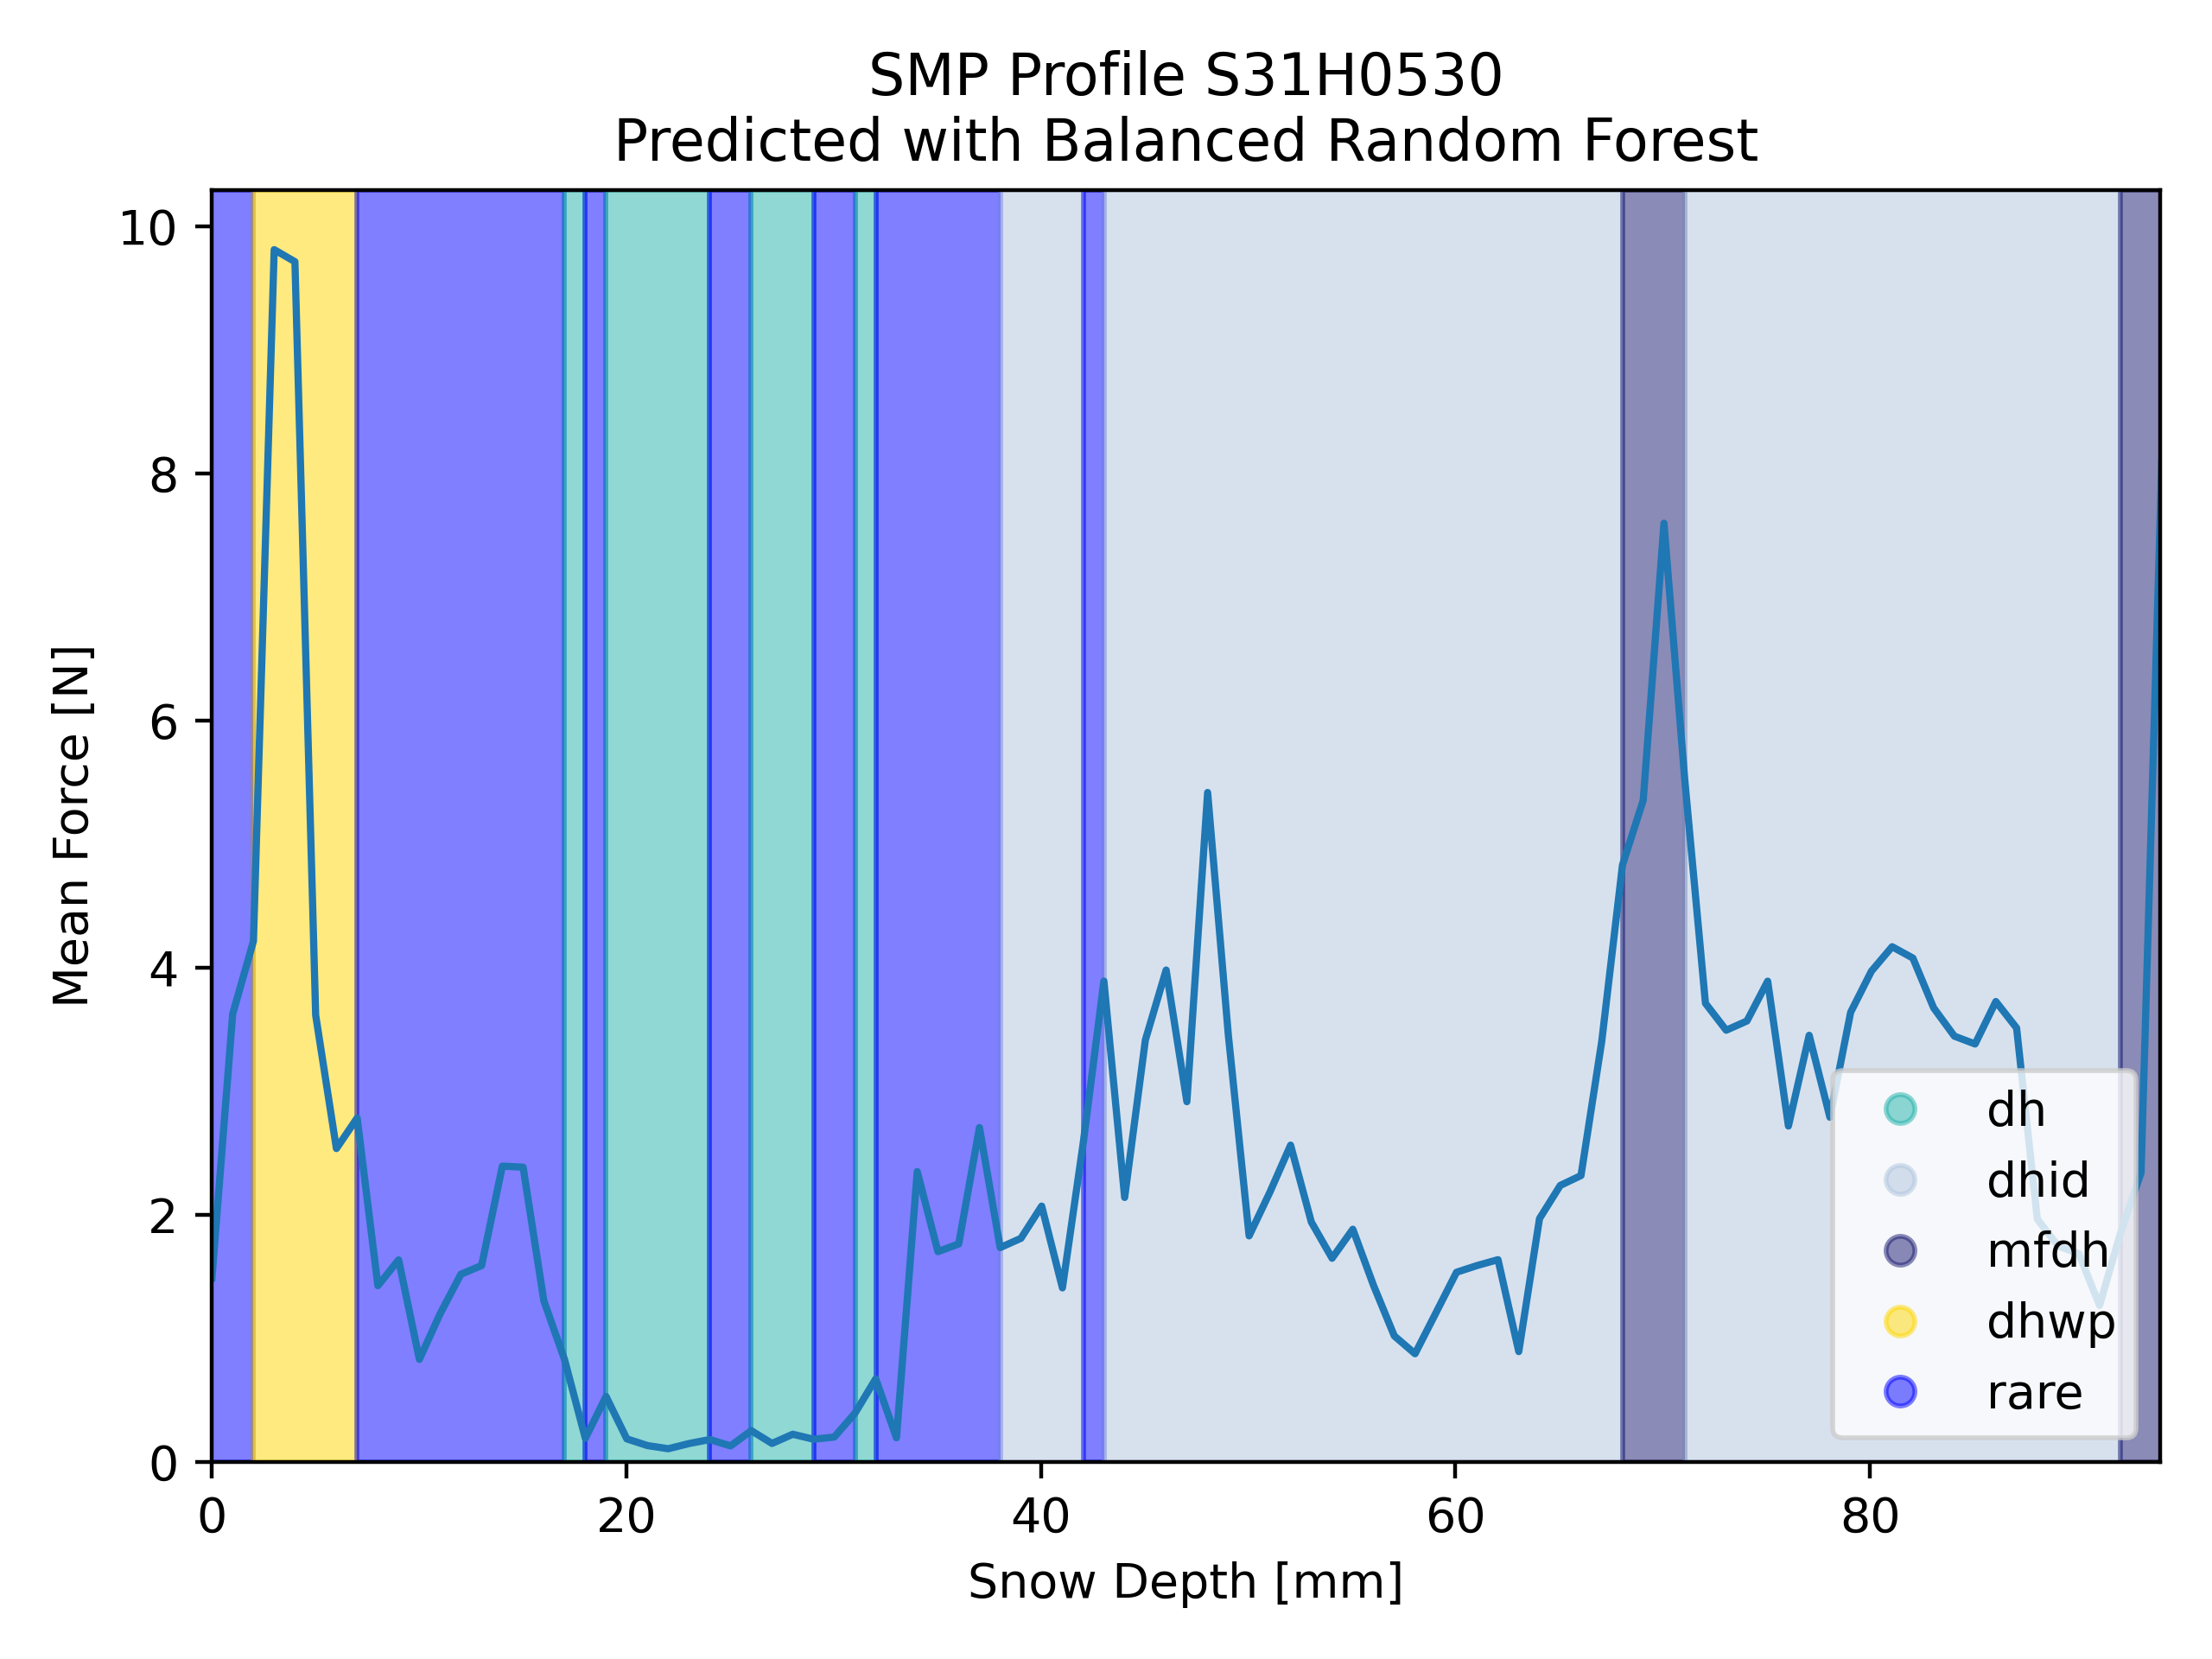 SMP Profile S31H0530
Predicted with Balanced Random Forest
Mean Force [N]
10
8
6
4
2
0
dh
dhid
mfdh
dhwp
rare
0 20 40 60 80
Snow Depth [mm]